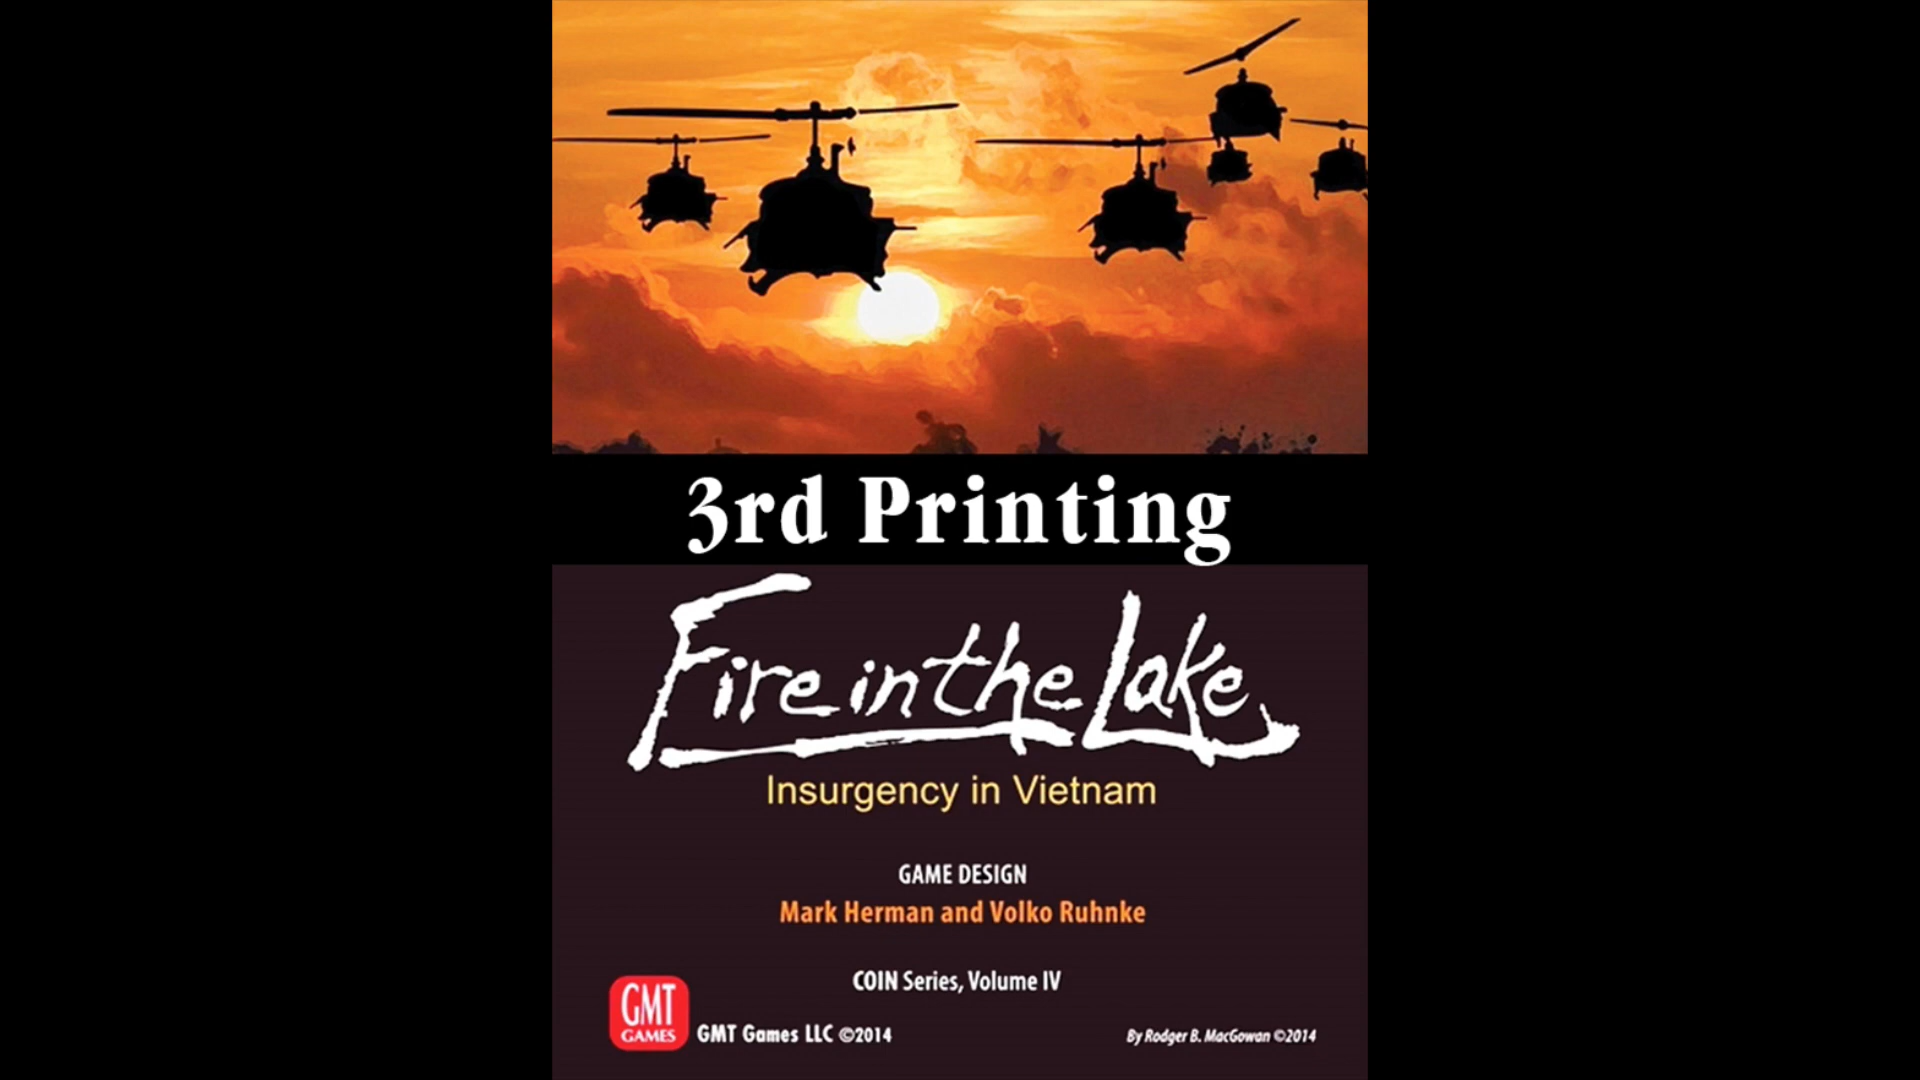 3rd Printing
Fire in the Lake
Insurgency in Vietnam
GAME DESIGN
Mark Herman and Volko Ruhnke
COIN Series, Volume IV
GMT
GAMES
GMT Games LLC ©2014
By Rodger B. MacGowan ©2014